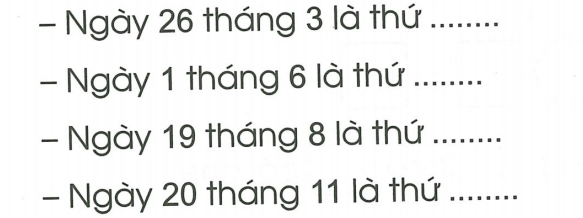 – Ngày 26 tháng 3 là thứ ........
– Ngày 1 tháng 6 là thứ ........
– Ngày 19 tháng 8 là thứ ........
– Ngày 20 tháng 11 là thứ ........